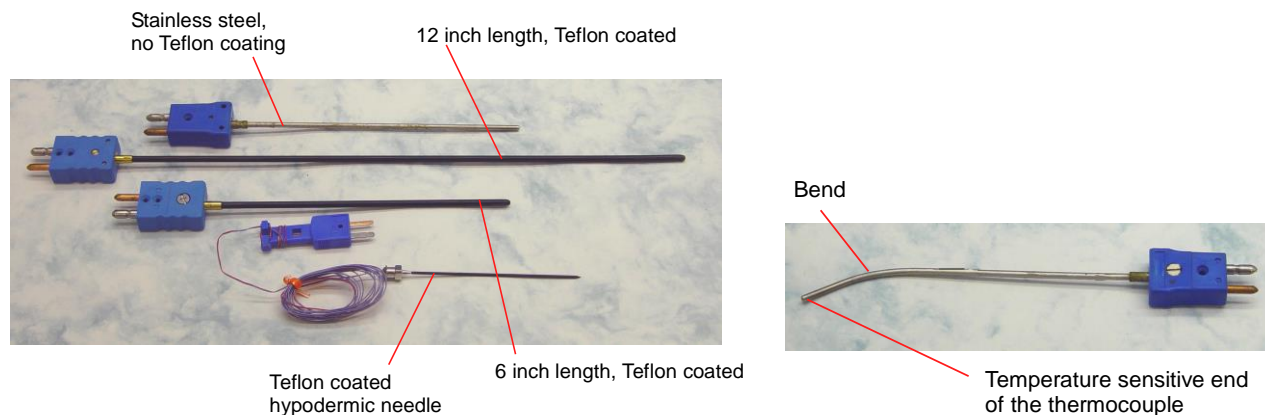 Stainless steel,
no Teflon coating
12 inch length, Teflon coated
Teflon coated
hypodermic needle
6 inch length, Teflon coated
Bend
Temperature sensitive end
of the thermocouple